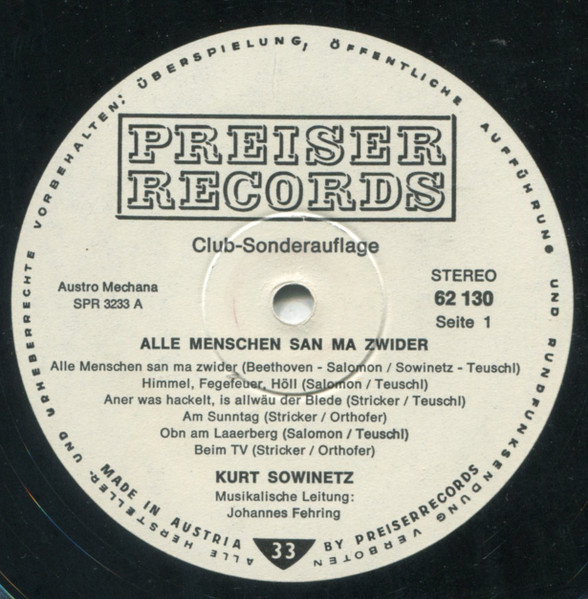 ALLE HERSTELLER- UND URHEBERRECHTE VORBEHALTEN: ÜBERSPIELUNG, ÖFFENTLICHE AUFFÜHRUNG UND RUNDFUNKSENDUNG VERBOTEN
PREISER
RECORDS
Club-Sonderauflage
Austro Mechana
SPR 3233 A
STEREO
62 130
Seite 1
ALLE MENSCHEN SAN MA ZWIDER
Alle Menschen san ma zwider (Beethoven - Salomon / Sowinetz - Teuschl)
Himmel, Fegefeuer, Höll (Salomon / Teuschl)
Aner was hackelt, is allwäu der Blede (Stricker / Teuschl)
Am Sunntag (Stricker / Orthofer)
Obn am Laaerberg (Salomon / Teuschl)
Beim TV (Stricker / Orthofer)
KURT SOWINETZ
Musikalische Leitung:
Johannes Fehring
MADE IN AUSTRIA
33
BY PREISERRECORDS